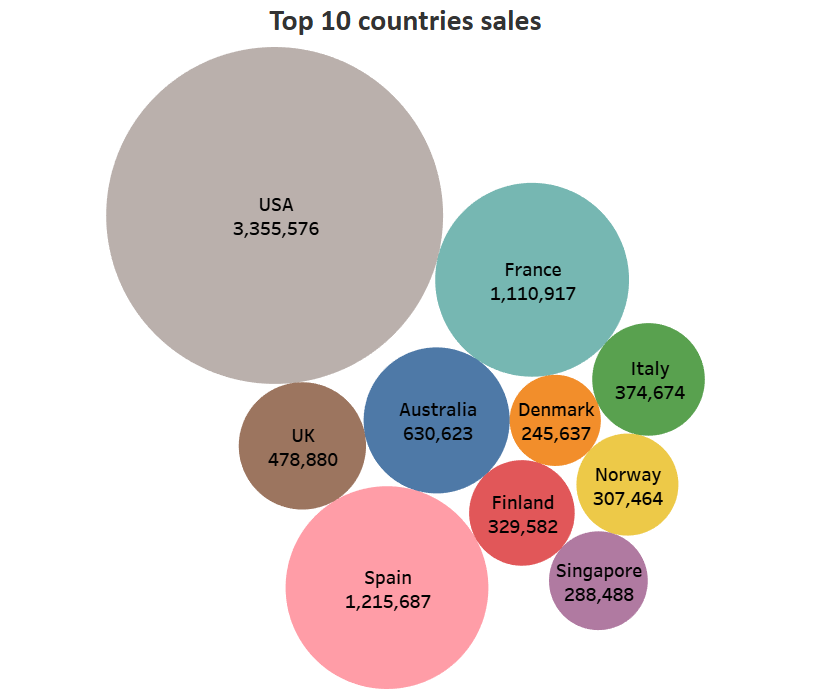 Top 10 countries sales
USA
3,355,576
France
1,110,917
Italy
374,674
Australia
630,623
Denmark
245,637
UK
478,880
Norway
307,464
Finland
329,582
Singapore
288,488
Spain
1,215,687